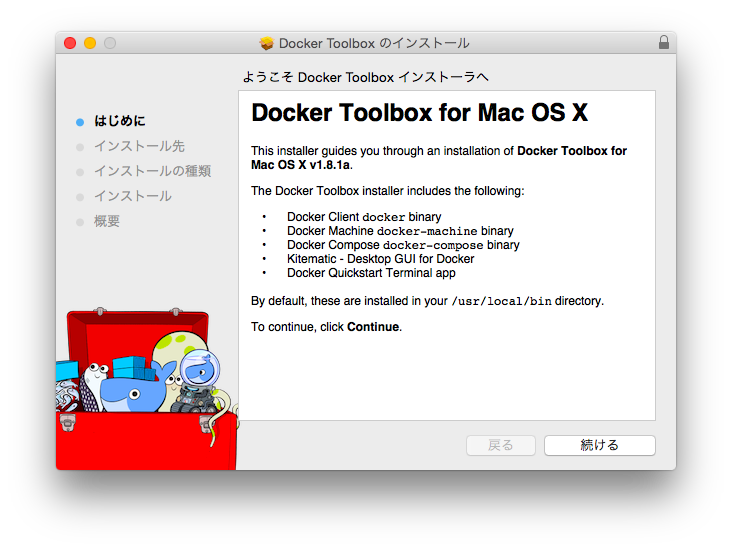 Docker Toolbox のインストール
ようこそ Docker Toolbox インストーラへ
はじめに
インストール先
インストールの種類
インストール
概要
Docker Toolbox for Mac OS X
This installer guides you through an installation of Docker Toolbox for
Mac OS X v1.8.1a.
The Docker Toolbox installer includes the following:
• Docker Client docker binary
• Docker Machine docker-machine binary
• Docker Compose docker-compose binary
• Kitematic - Desktop GUI for Docker
• Docker Quickstart Terminal app
By default, these are installed in your /usr/local/bin directory.
To continue, click Continue.
戻る
続ける